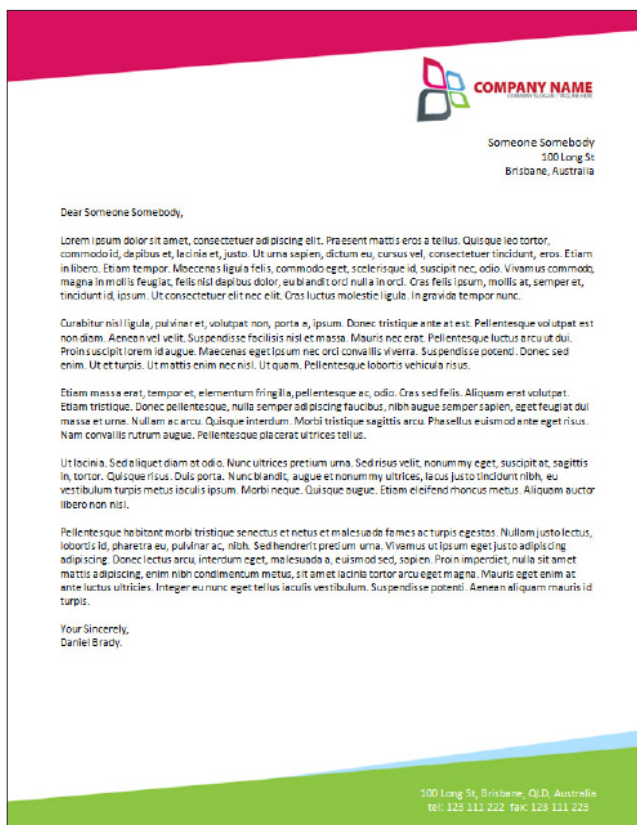 COMPANY NAME
COMPANY SLOGAN / TAGLINE HERE
Someone Somebody
100 Long St
Brisbane, Australia
Dear Someone Somebody,
Lorem ipsum dolor sit amet, consectetuer adipiscing elit. Praesent mattis eros a tellus. Quisque leo tortor,
commodo id, dapibus et, lacinia et, justo. Ut urna sapien, dictum eu, cursus vel, consectetuer tincidunt, eros. Etiam
in libero. Etiam tempor. Maecenas ligula felis, commodo eget, scelerisque id, suscipit nec, odio. Vivamus commodo,
magna in mollis feugiat, felis nisl dapibus dolor, eu blandit orci nulla in orci. Cras felis ipsum, mollis at, semper et,
tincidunt id, ipsum. Ut consectetuer elit nec elit. Cras luctus molestie ligula. In gravida tempor nunc.
Curabitur nisl ligula, pulvinar et, volutpat non, porta a, ipsum. Donec tristique ante at est. Pellentesque volutpat est
non diam. Aenean vel velit. Suspendisse facilisis nisl et massa. Mauris nec erat. Pellentesque luctus arcu ut dui.
Proin suscipit lorem id augue. Maecenas eget ipsum nec orci convallis viverra. Suspendisse potenti. Donec sed
enim. Ut et turpis. Ut mattis enim nec nisl. Ut quam. Pellentesque lobortis vehicula risus.
Etiam massa erat, tempor et, elementum fringilla, pellentesque ac, odio. Cras sed felis. Aliquam erat volutpat.
Etiam tristique. Donec pellentesque, nulla semper adipiscing faucibus, nibh augue semper sapien, eget feugiat dui
massa et urna. Nullam ac arcu. Quisque interdum. Morbi tristique sagittis arcu. Phasellus euismod ante eget risus.
Nam convallis rutrum augue. Pellentesque placerat ultrices tellus.
Ut lacinia. Sed aliquet diam at odio. Nunc ultrices pretium urna. Sed risus velit, nonummy eget, suscipit at, sagittis
in, tortor. Quisque risus. Duis porta. Nunc blandit, augue et nonummy ultrices, lacus justo tincidunt nibh, eu
vestibulum turpis metus iaculis ipsum. Morbi neque. Quisque augue. Etiam eleifend rhoncus metus. Aliquam auctor
libero non nisi.
Pellentesque habitant morbi tristique senectus et netus et malesuada fames ac turpis egestas. Nullam justo lectus,
lobortis id, pharetra eu, pulvinar ac, nibh. Sed hendrerit pretium urna. Vivamus ut ipsum eget justo adipiscing
adipiscing. Donec lectus arcu, interdum eget, malesuada a, euismod sed, sapien. Proin imperdiet, nulla sit amet
mattis adipiscing, enim nibh condimentum metus, sit amet lacinia tortor arcu eget magna. Mauris eget enim at
ante luctus ultricies. Integer eu nunc eget tellus iaculis vestibulum. Suspendisse potenti. Aenean aliquam mauris id
turpis.
Your Sincerely,
Daniel Brady.
100 Long St, Brisbane, QLD, Australia
tel: 123 111 222 fax: 123 111 223